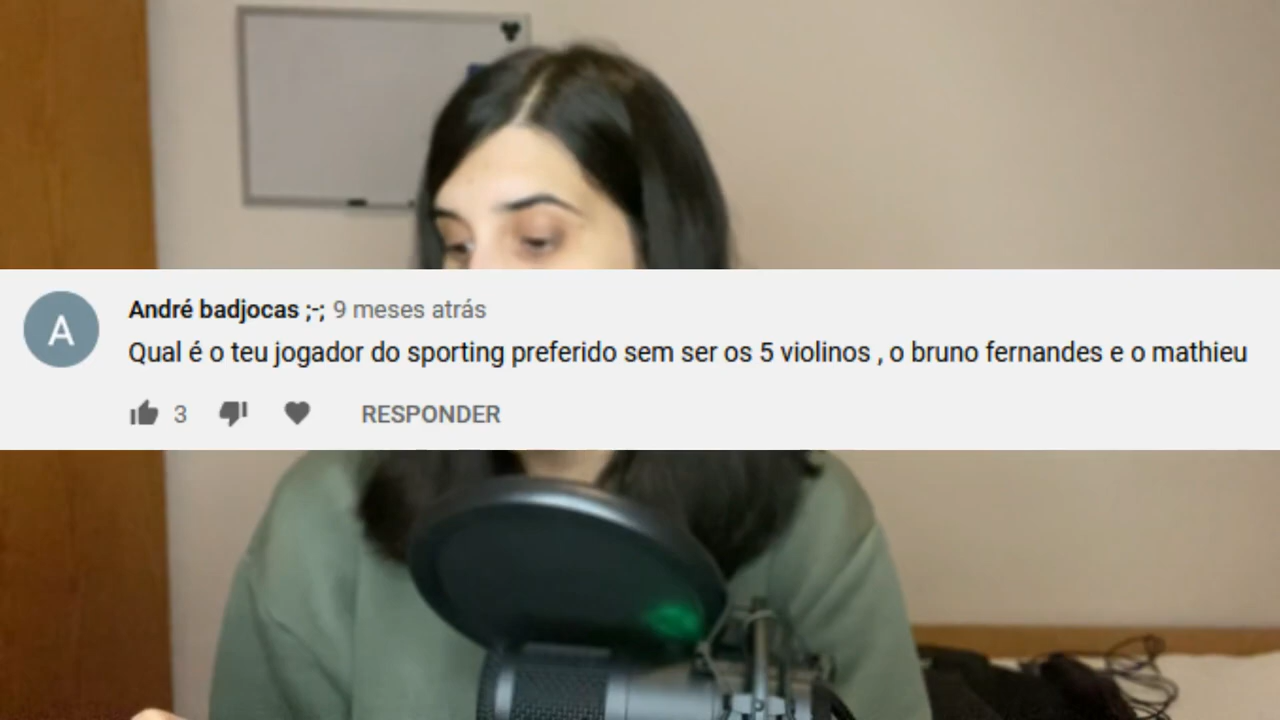 A
André badjocas ;-; 9 meses atrás
Qual é o teu jogador do sporting preferido sem ser os 5 violinos , o bruno fernandes e o mathieu
3 RESPONDER